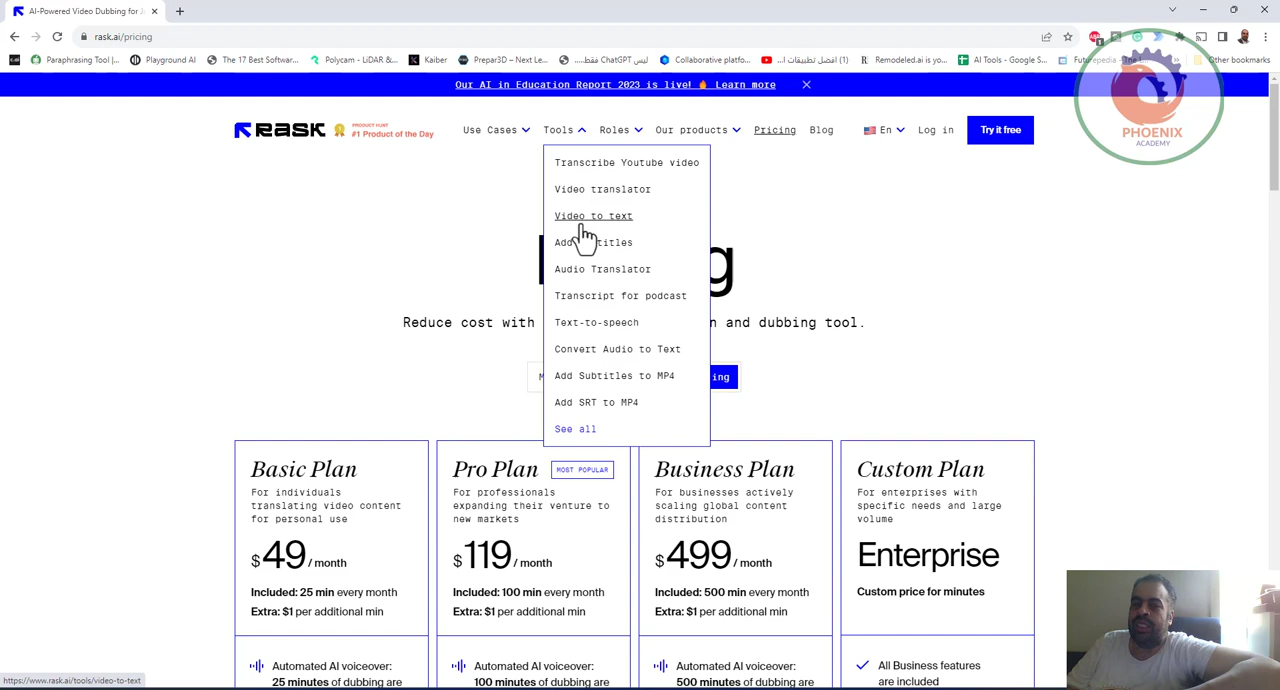 AI-Powered Video Dubbing for
rask.ai/pricing
Paraphrasing Tool |...
Playground AI
The 17 Best Softwar...
Polycam - LiDAR &...
Kaiber
Prepar3D – Next Le...
ليس ChatGPT فقط....
Collaborative platfo...
(1) افضل تطبيقات ا...
Remodeled.ai is yo...
AI Tools - Google S...
Other bookmarks
Our AI in Education Report 2023 is live! 🔥 Learn more
RASK
PRODUCT HUNT
#1 Product of the Day
Use Cases
Tools
Roles
Our products
Pricing
Blog
En
Log in
Try it free
PHOENIX
ACADEMY
Transcribe Youtube video
Video translator
Video to text
Audio Translator
Transcript for podcast
Text-to-speech
Convert Audio to Text
Add Subtitles to MP4
Add SRT to MP4
See all
g
Reduce cost with
n and dubbing tool.
ing
Basic Plan
For individuals
translating video content
for personal use
$49/ month
Included: 25 min every month
Extra: $1 per additional min
Automated AI voiceover:
25 minutes of dubbing are
Pro Plan
MOST POPULAR
For professionals
expanding their venture to
new markets
$119/ month
Included: 100 min every month
Extra: $1 per additional min
Automated AI voiceover:
100 minutes of dubbing are
Business Plan
For businesses actively
scaling global content
distribution
$499/ month
Included: 500 min every month
Extra: $1 per additional min
Automated AI voiceover:
500 minutes of dubbing are
Custom Plan
For enterprises with
specific needs and large
volume
Enterprise
Custom price for minutes
All Business features
are included
https://www.rask.ai/tools/video-to-text